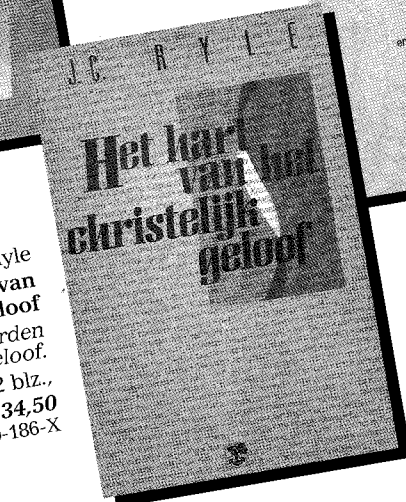 J.C. RYLE
Het hart
van het
christelijk
geloof
yle
van
loof
rden
eloof.
2 blz.,
34,50
-186-X